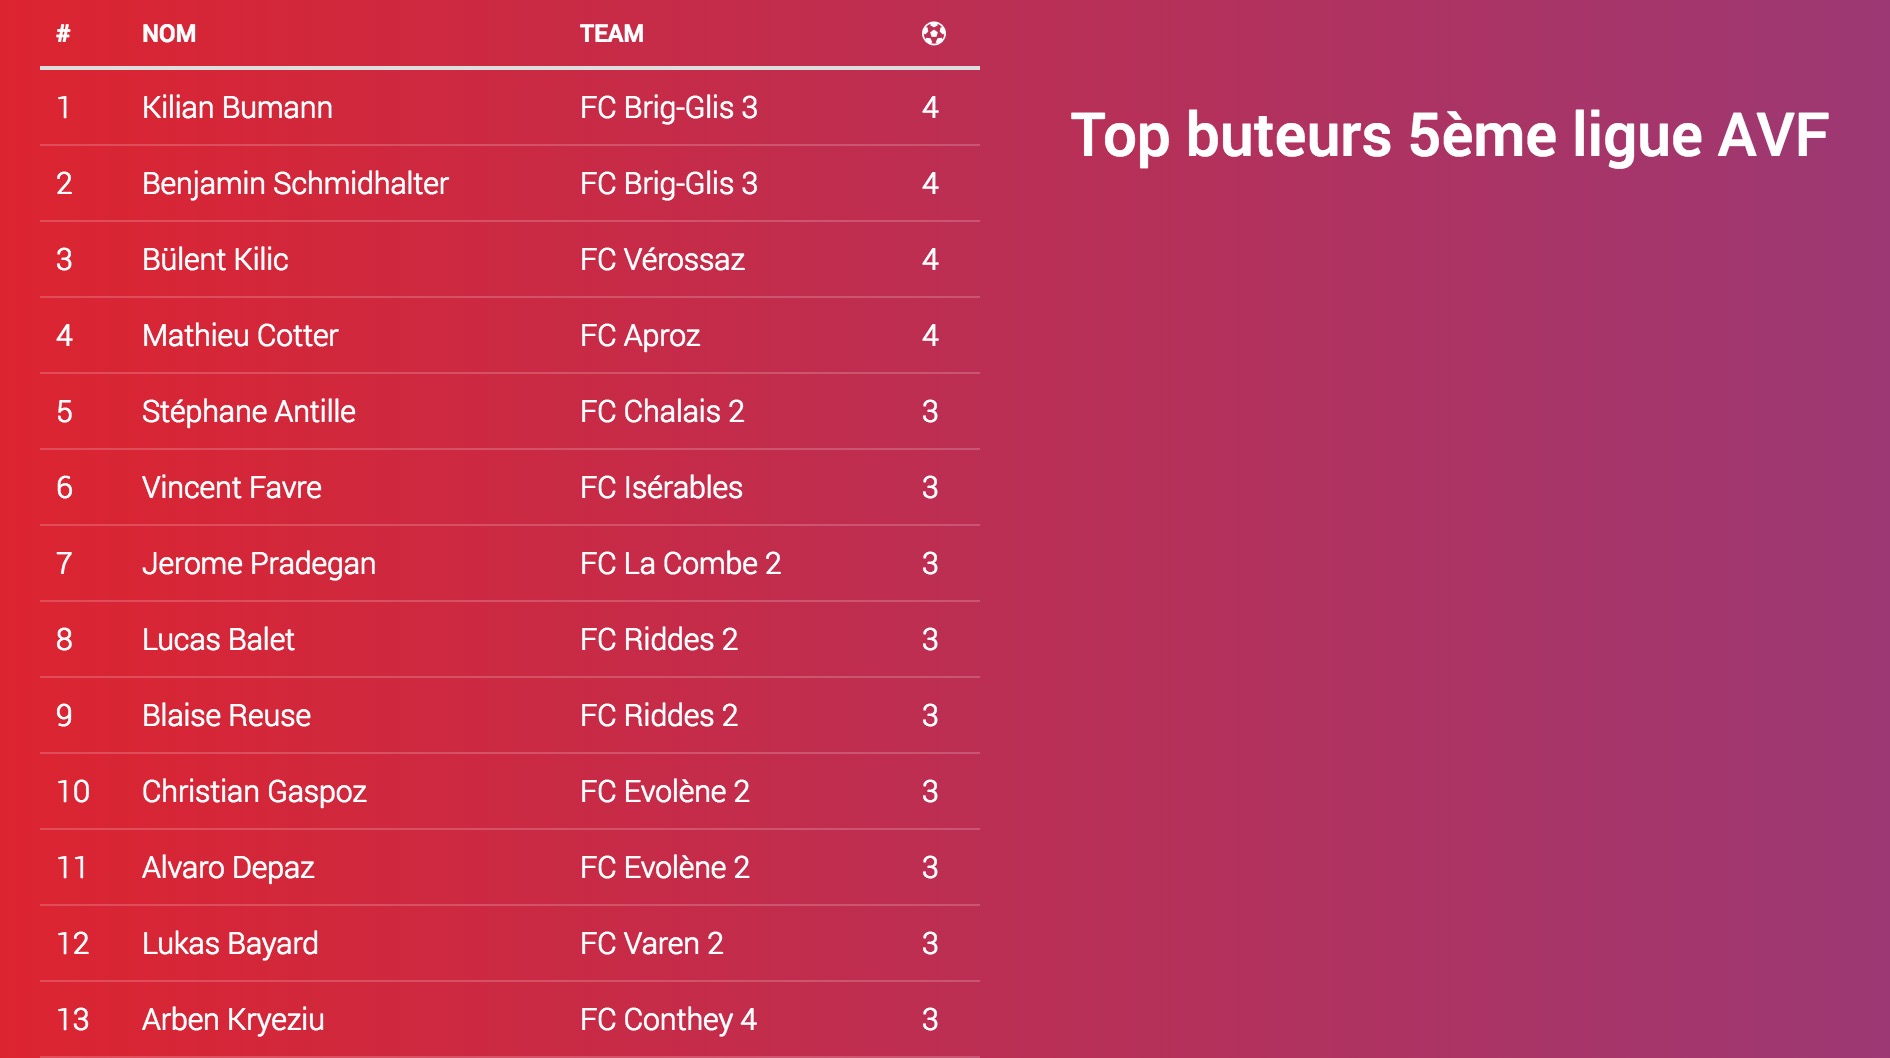 # NOM TEAM
1 Kilian Bumann FC Brig-Glis 3 4
2 Benjamin Schmidhalter FC Brig-Glis 3 4
3 Bülent Kilic FC Vérossaz 4
4 Mathieu Cotter FC Aproz 4
5 Stéphane Antille FC Chalais 2 3
6 Vincent Favre FC Isérables 3
7 Jerome Pradegan FC La Combe 2 3
8 Lucas Balet FC Riddes 2 3
9 Blaise Reuse FC Riddes 2 3
10 Christian Gaspoz FC Evolène 2 3
11 Alvaro Depaz FC Evolène 2 3
12 Lukas Bayard FC Varen 2 3
13 Arben Kryeziu FC Conthey 4 3
Top buteurs 5ème ligue AVF